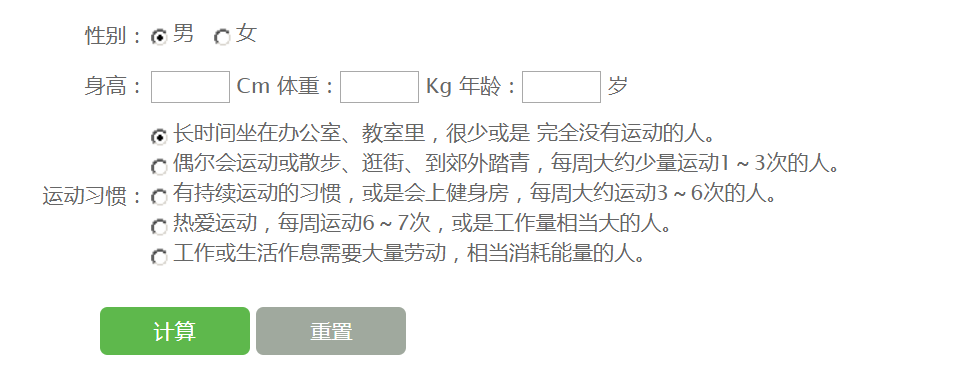 性别： 男 女
身高： Cm 体重： Kg 年龄： 岁
长时间坐在办公室、教室里，很少或是 完全没有运动的人。
偶尔会运动或散步、逛街、到郊外踏青，每周大约少量运动1～3次的人。
运动习惯： 有持续运动的习惯，或是会上健身房，每周大约运动3～6次的人。
热爱运动，每周运动6～7次，或是工作量相当大的人。
工作或生活作息需要大量劳动，相当消耗能量的人。
计算 重置